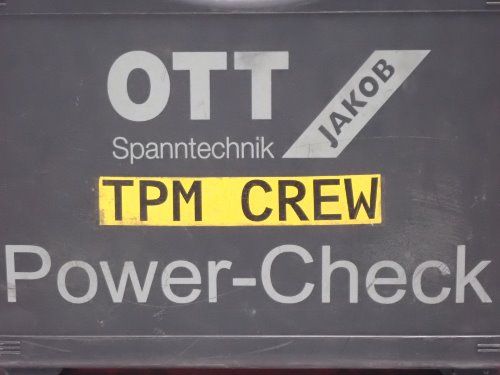 OTT
JAKOB
Spanntechnik
TPM CREW
Power-Check